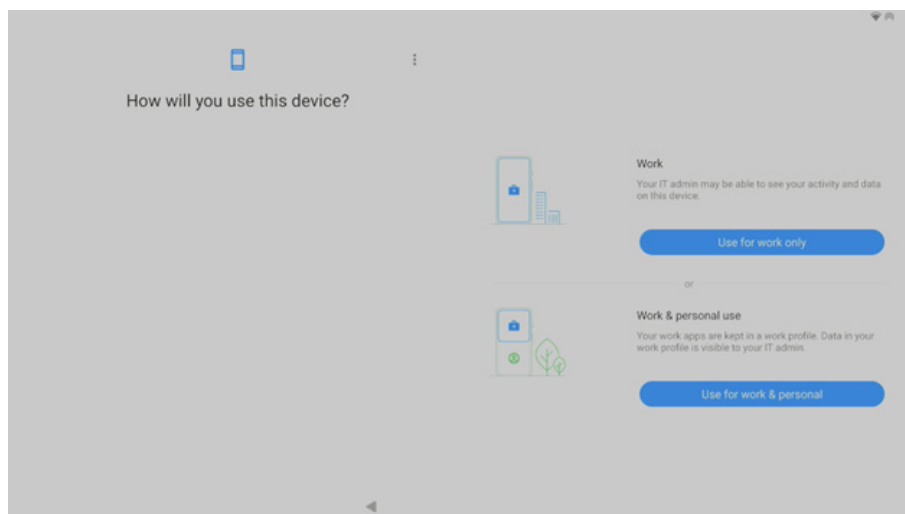 How will you use this device?
Work
Your IT admin may be able to see your activity and data
on this device.
Use for work only
or
Work & personal use
Your work apps are kept in a work profile. Data in your
work profile is visible to your IT admin.
Use for work & personal